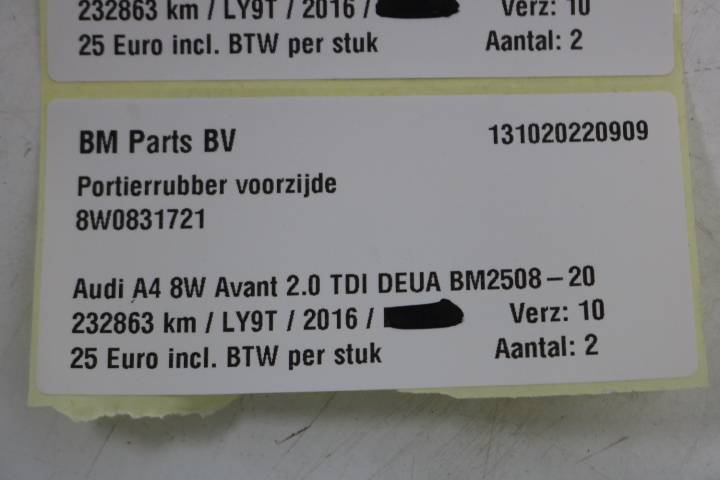 232863 km / LY9T / 2016 / Verz: 10
25 Euro incl. BTW per stuk Aantal: 2
BM Parts BV 131020220909
Portierrubber voorzijde
8W0831721
Audi A4 8W Avant 2.0 TDI DEUA BM2508-20
232863 km / LY9T / 2016 / Verz: 10
25 Euro incl. BTW per stuk Aantal: 2